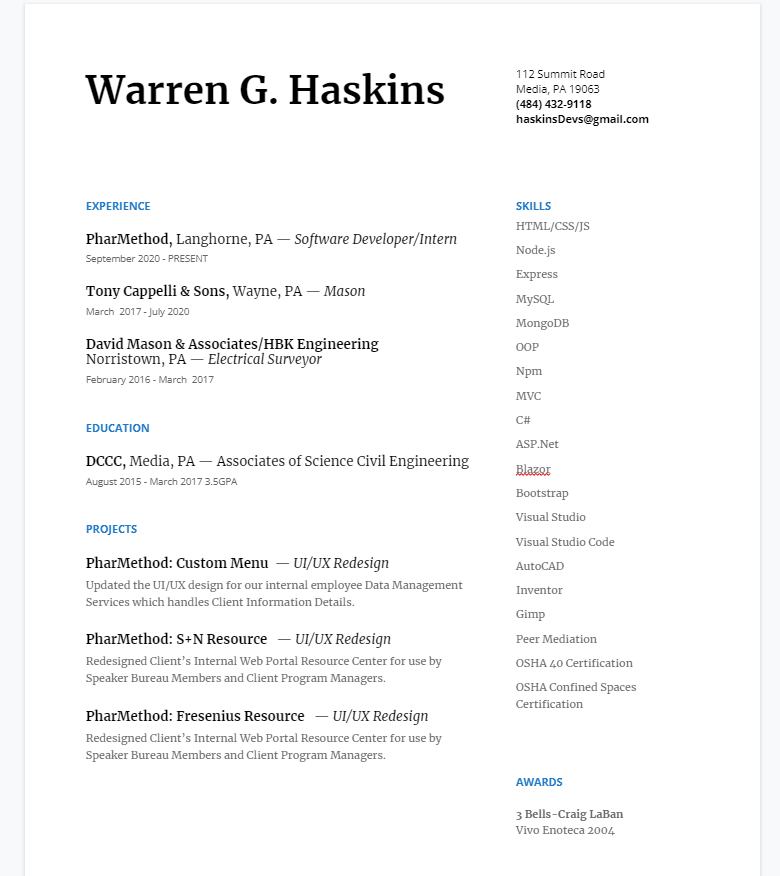 Warren G. Haskins
112 Summit Road
Media, PA 19063
(484) 432-9118
haskinsDevs@gmail.com
EXPERIENCE
PharMethod, Langhorne, PA — Software Developer/Intern
September 2020 - PRESENT
Tony Cappelli & Sons, Wayne, PA — Mason
March  2017 - July 2020
David Mason & Associates/HBK Engineering
Norristown, PA — Electrical Surveyor
February 2016 - March  2017
EDUCATION
DCCC, Media, PA — Associates of Science Civil Engineering
August 2015 - March 2017 3.5GPA
PROJECTS
PharMethod: Custom Menu  — UI/UX Redesign
Updated the UI/UX design for our internal employee Data Management
Services which handles Client Information Details.
PharMethod: S+N Resource   — UI/UX Redesign
Redesigned Client’s Internal Web Portal Resource Center for use by
Speaker Bureau Members and Client Program Managers.
PharMethod: Fresenius Resource   — UI/UX Redesign
Redesigned Client’s Internal Web Portal Resource Center for use by
Speaker Bureau Members and Client Program Managers.
SKILLS
HTML/CSS/JS
Node.js
Express
MySQL
MongoDB
OOP
Npm
MVC
C#
ASP.Net
Blazor
Bootstrap
Visual Studio
Visual Studio Code
AutoCAD
Inventor
Gimp
Peer Mediation
OSHA 40 Certification
OSHA Confined Spaces
Certification
AWARDS
3 Bells-Craig LaBan
Vivo Enoteca 2004